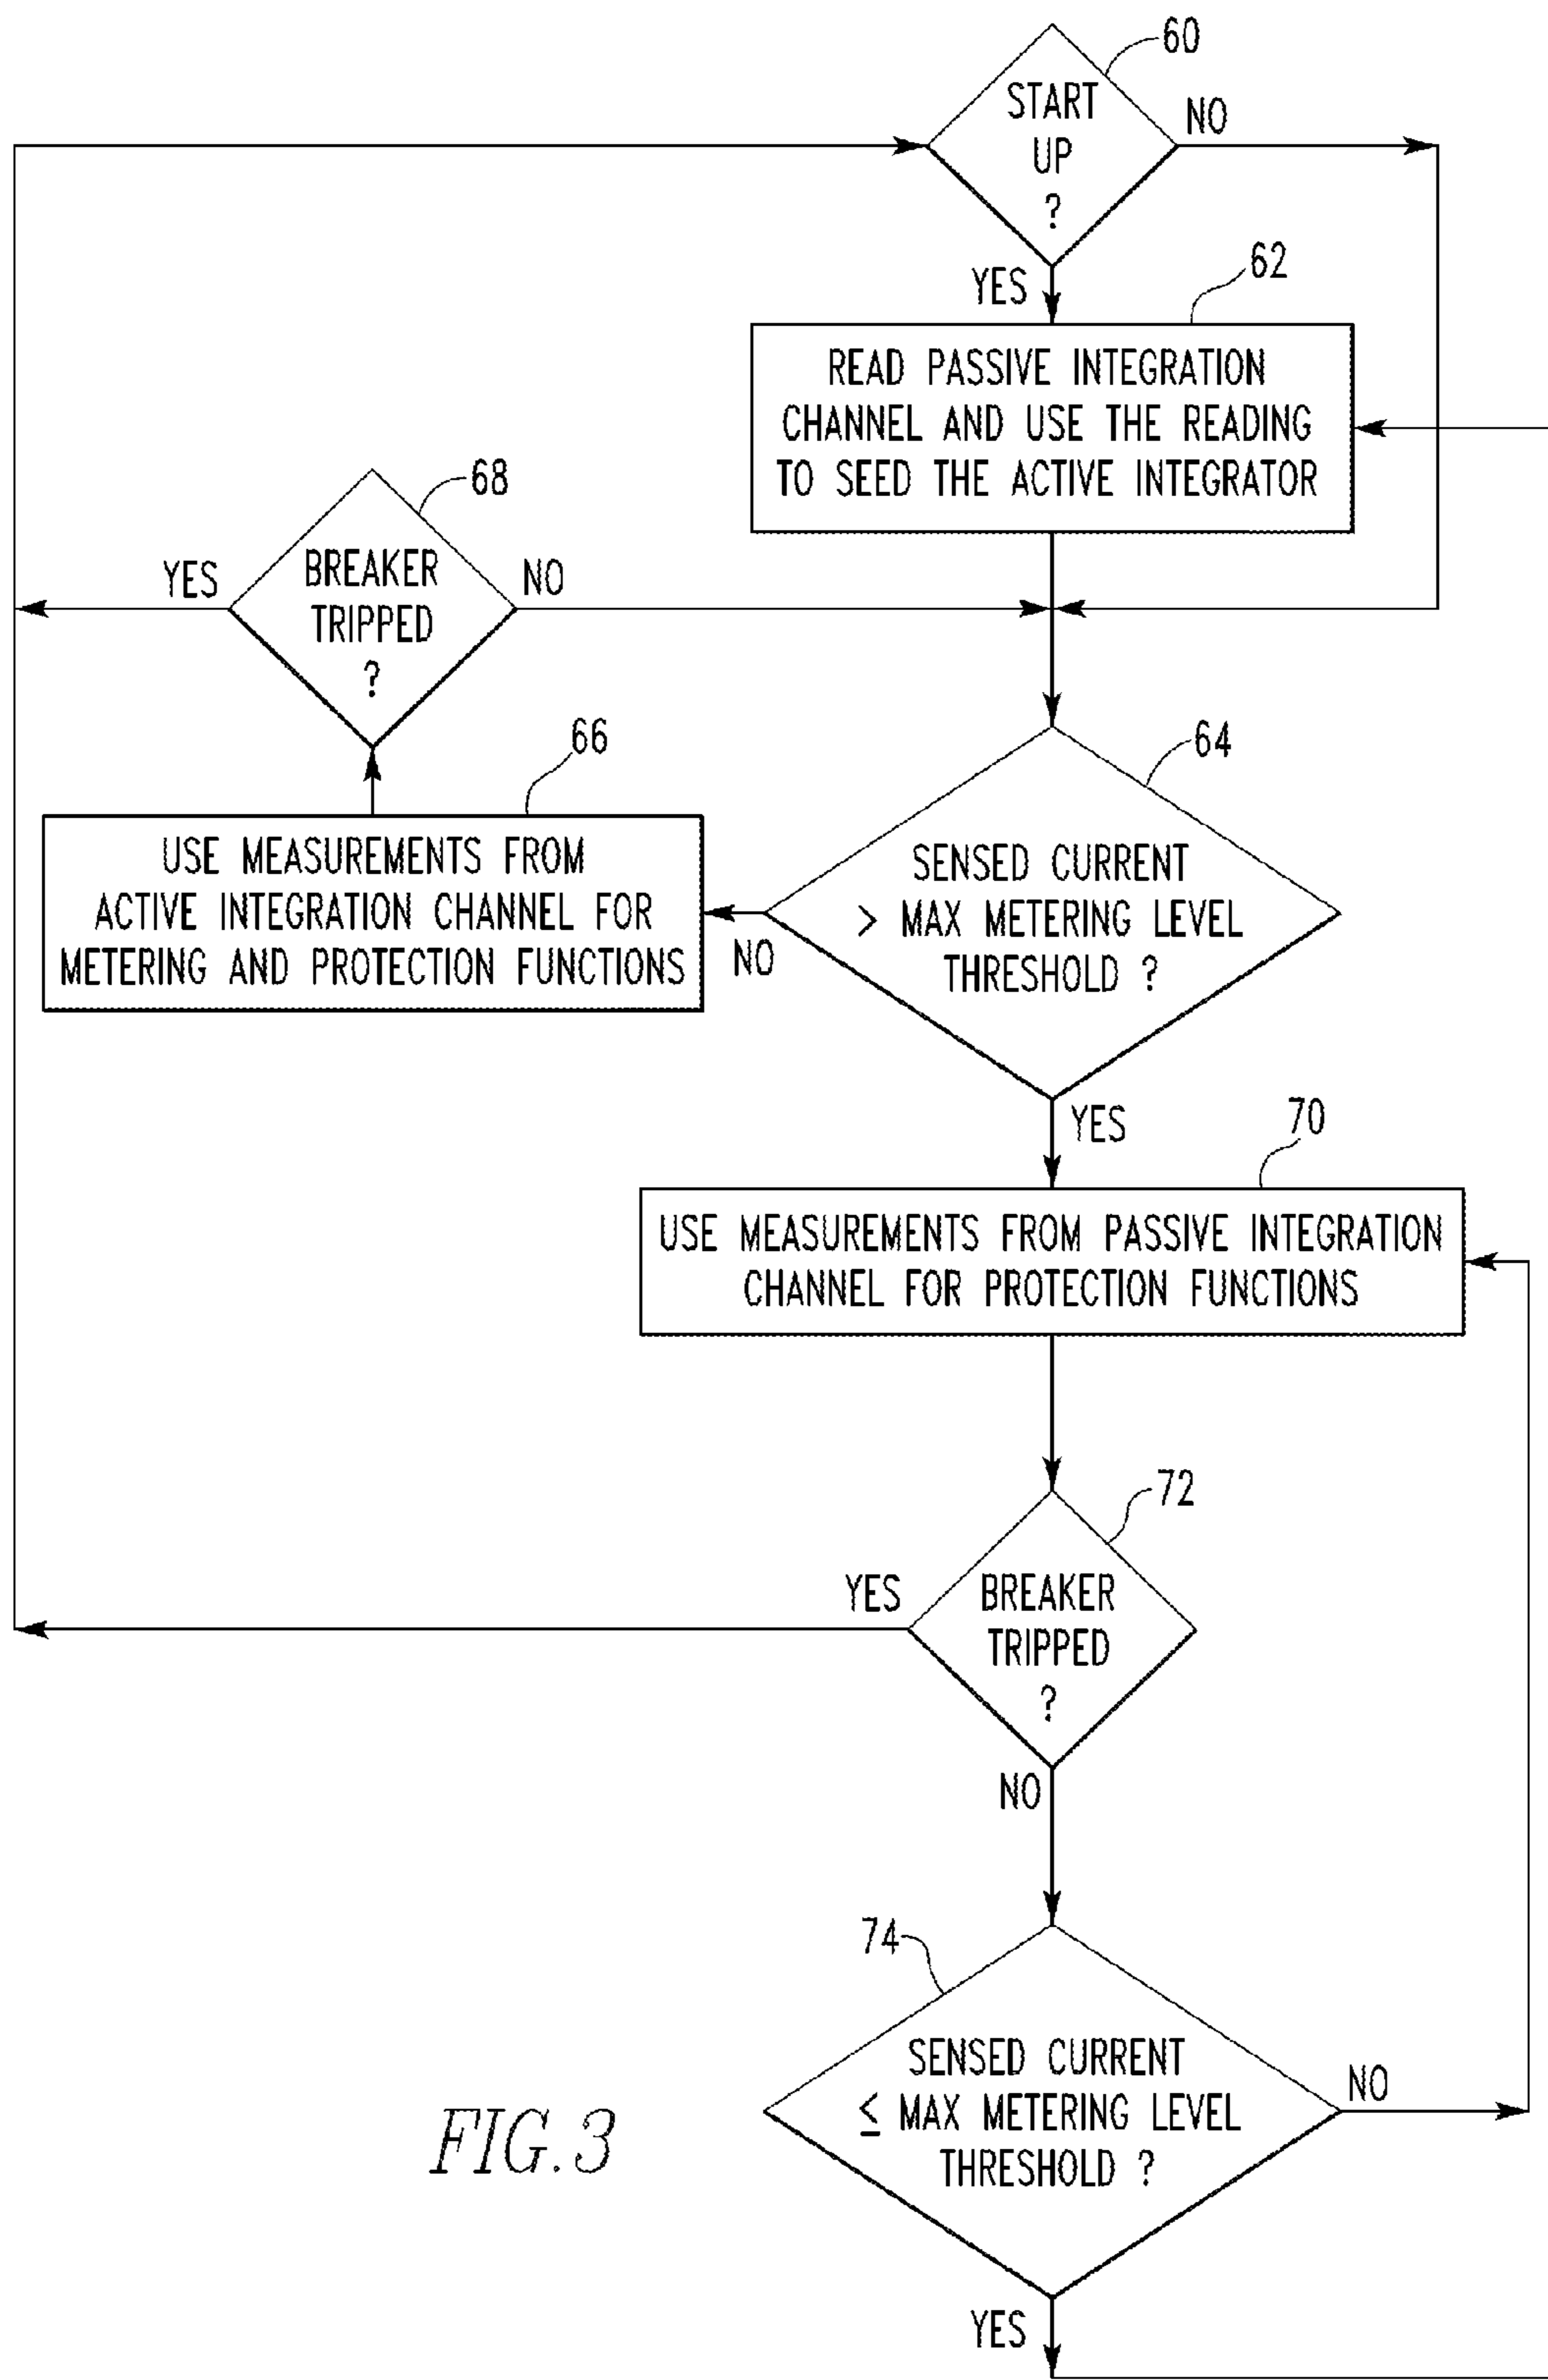 60
START
UP
?
NO
YES
62
READ PASSIVE INTEGRATION
CHANNEL AND USE THE READING
TO SEED THE ACTIVE INTEGRATOR
68
BREAKER
TRIPPED
?
YES
NO
66
USE MEASUREMENTS FROM
ACTIVE INTEGRATION CHANNEL FOR
METERING AND PROTECTION FUNCTIONS
64
SENSED CURRENT
> MAX METERING LEVEL
THRESHOLD ?
NO
YES
70
USE MEASUREMENTS FROM PASSIVE INTEGRATION
CHANNEL FOR PROTECTION FUNCTIONS
72
BREAKER
TRIPPED
?
YES
NO
74
SENSED CURRENT
≤ MAX METERING LEVEL
THRESHOLD ?
NO
YES
FIG. 3